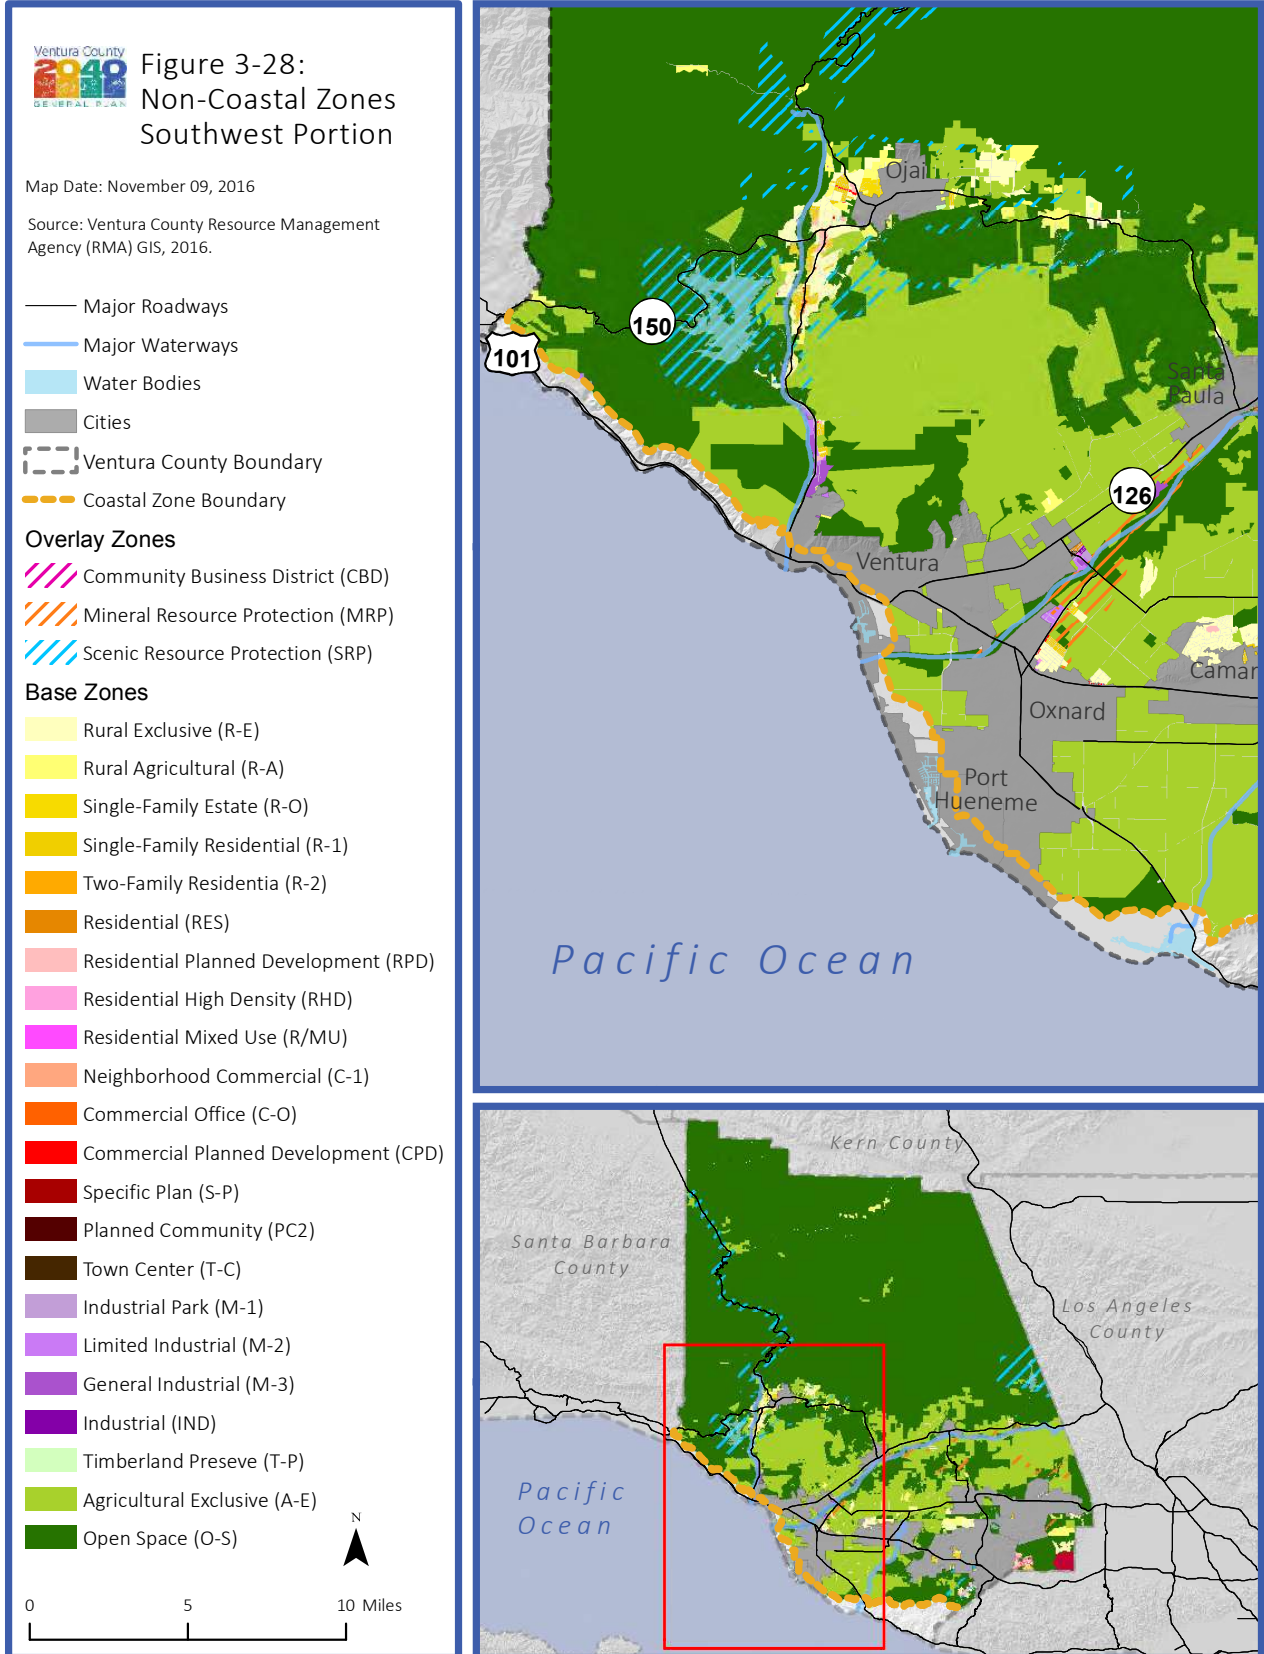 Ventura County
2040
GENERAL PLAN
Figure 3-28:
Non-Coastal Zones
Southwest Portion
Map Date: November 09, 2016
Source: Ventura County Resource Management
Agency (RMA) GIS, 2016.
Major Roadways
Major Waterways
Water Bodies
Cities
Ventura County Boundary
Coastal Zone Boundary
Overlay Zones
Community Business District (CBD)
Mineral Resource Protection (MRP)
Scenic Resource Protection (SRP)
Base Zones
Rural Exclusive (R-E)
Rural Agricultural (R-A)
Single-Family Estate (R-O)
Single-Family Residential (R-1)
Two-Family Residentia (R-2)
Residential (RES)
Residential Planned Development (RPD)
Residential High Density (RHD)
Residential Mixed Use (R/MU)
Neighborhood Commercial (C-1)
Commercial Office (C-O)
Commercial Planned Development (CPD)
Specific Plan (S-P)
Planned Community (PC2)
Town Center (T-C)
Industrial Park (M-1)
Limited Industrial (M-2)
General Industrial (M-3)
Industrial (IND)
Timberland Preseve (T-P)
Agricultural Exclusive (A-E)
Open Space (O-S)
N
0 5 10 Miles
Ojai
150
101
Santa
Paula
126
Ventura
Camar
Oxnard
Port
Hueneme
Pacific Ocean
Kern County
Santa Barbara
County
Los Angeles
County
Pacific
Ocean